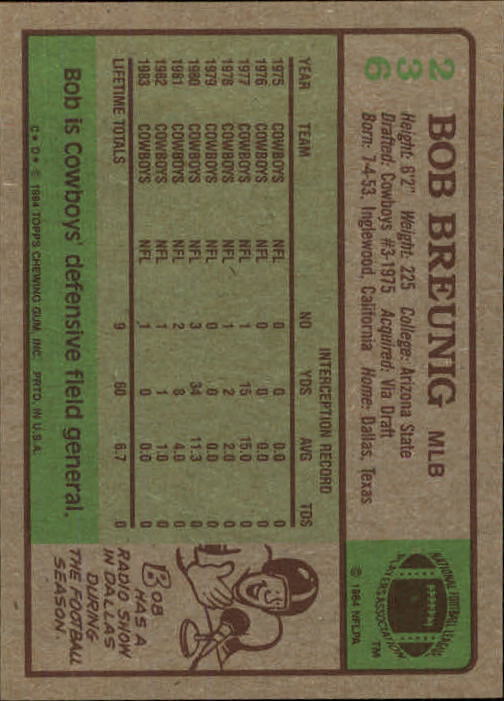 236
BOB BREUNIG MLB
Height: 6'2" Weight: 225 College: Arizona State
Drafted: Cowboys #3-1975 Acquired: Via Draft
Born: 7-4-53, Inglewood, California Home: Dallas, Texas
NATIONAL FOOTBALL LEAGUE
PLAYERS ASSOCIATION
TM
© 1984 NFLPA
INTERCEPTION RECORD
YEAR TEAM NO YDS AVG TDS
1975 COWBOYS NFL 0 0 0.0 0
1976 COWBOYS NFL 0 0 0.0 0
1977 COWBOYS NFL 1 15 15.0 0
1978 COWBOYS NFL 1 2 2.0 0
1979 COWBOYS NFL 0 0 0.0 0
1980 COWBOYS NFL 3 34 11.3 0
1981 COWBOYS NFL 2 8 4.0 0
1982 COWBOYS NFL 1 1 1.0 0
1983 COWBOYS NFL 1 0 0.0 0
LIFETIME TOTALS 9 60 6.7 0
Bob is Cowboys' defensive field general.
C★D★ © 1984 TOPPS CHEWING GUM, INC. PRTD. IN U.S.A.
BOB
HAS A
RADIO SHOW
IN DALLAS
DURING
THE FOOTBALL
SEASON.